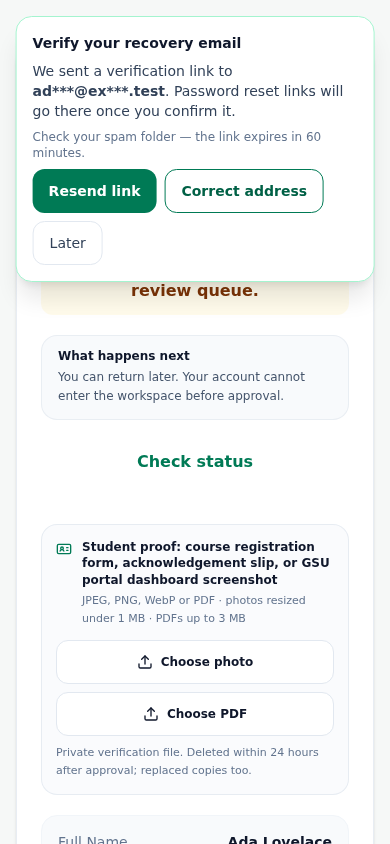 Verify your recovery email
We sent a verification link to
ad***@ex***.test. Password reset links will
go there once you confirm it.
Check your spam folder — the link expires in 60
minutes.
Resend link
Correct address
Later
review queue.
What happens next
You can return later. Your account cannot
enter the workspace before approval.
Check status
Student proof: course registration
form, acknowledgement slip, or GSU
portal dashboard screenshot
JPEG, PNG, WebP or PDF · photos resized
under 1 MB · PDFs up to 3 MB
Choose photo
Choose PDF
Private verification file. Deleted within 24 hours
after approval; replaced copies too.
Full Name
Ada Lovelace